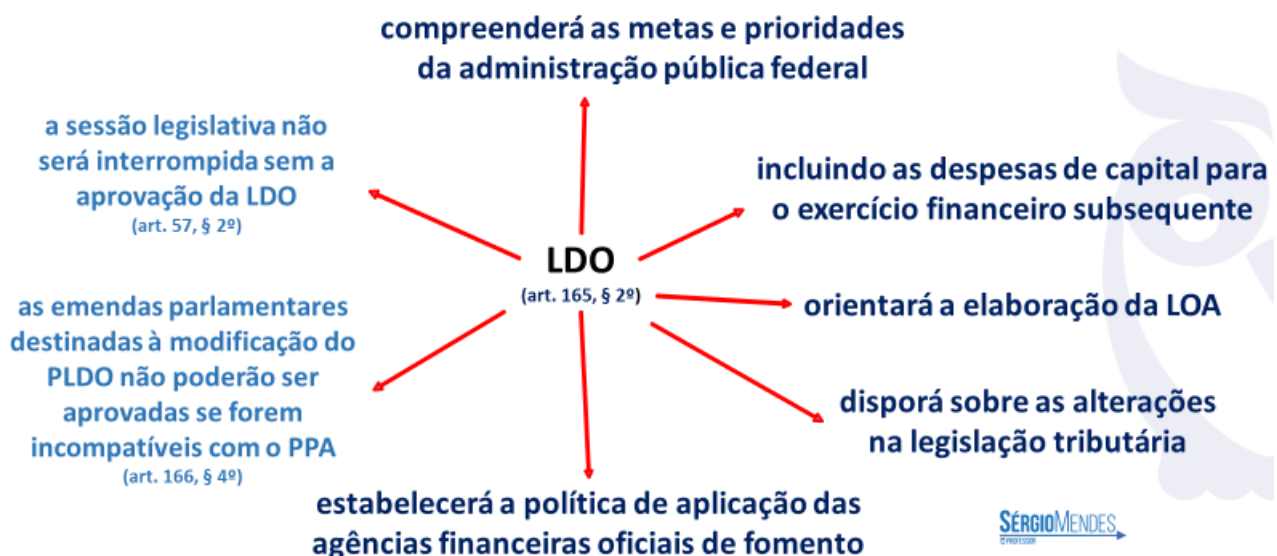 compreenderá as metas e prioridades
da administração pública federal
a sessão legislativa não
será interrompida sem a
aprovação da LDO
(art. 57, § 2º)
incluindo as despesas de capital para
o exercício financeiro subsequente
LDO
(art. 165, § 2º)
orientará a elaboração da LOA
as emendas parlamentares
destinadas à modificação do
PLDO não poderão ser
aprovadas se forem
incompatíveis com o PPA
(art. 166, § 4º)
disporá sobre as alterações
na legislação tributária
estabelecerá a política de aplicação das
agências financeiras oficiais de fomento
SÉRGIOMENDES
PROFESSOR